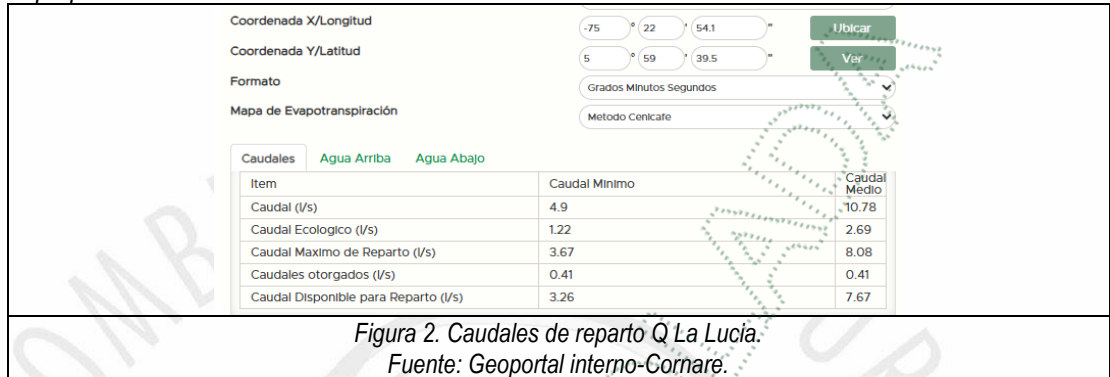 Coordenada X/Longitud -75 ° 22 ' 54.1 " Ubicar
Coordenada Y/Latitud 5 ° 59 ' 39.5 " Ver
Formato Grados Minutos Segundos
Mapa de Evapotranspiración Metodo Cenicafe
Caudales Agua Arriba Agua Abajo
Item Caudal Minimo Caudal Medio
Caudal (l/s) 4.9 10.78
Caudal Ecologico (l/s) 1.22 2.69
Caudal Maximo de Reparto (l/s) 3.67 8.08
Caudales otorgados (l/s) 0.41 0.41
Caudal Disponible para Reparto (l/s) 3.26 7.67
Figura 2. Caudales de reparto Q La Lucia.
Fuente: Geoportal interno-Cornare.